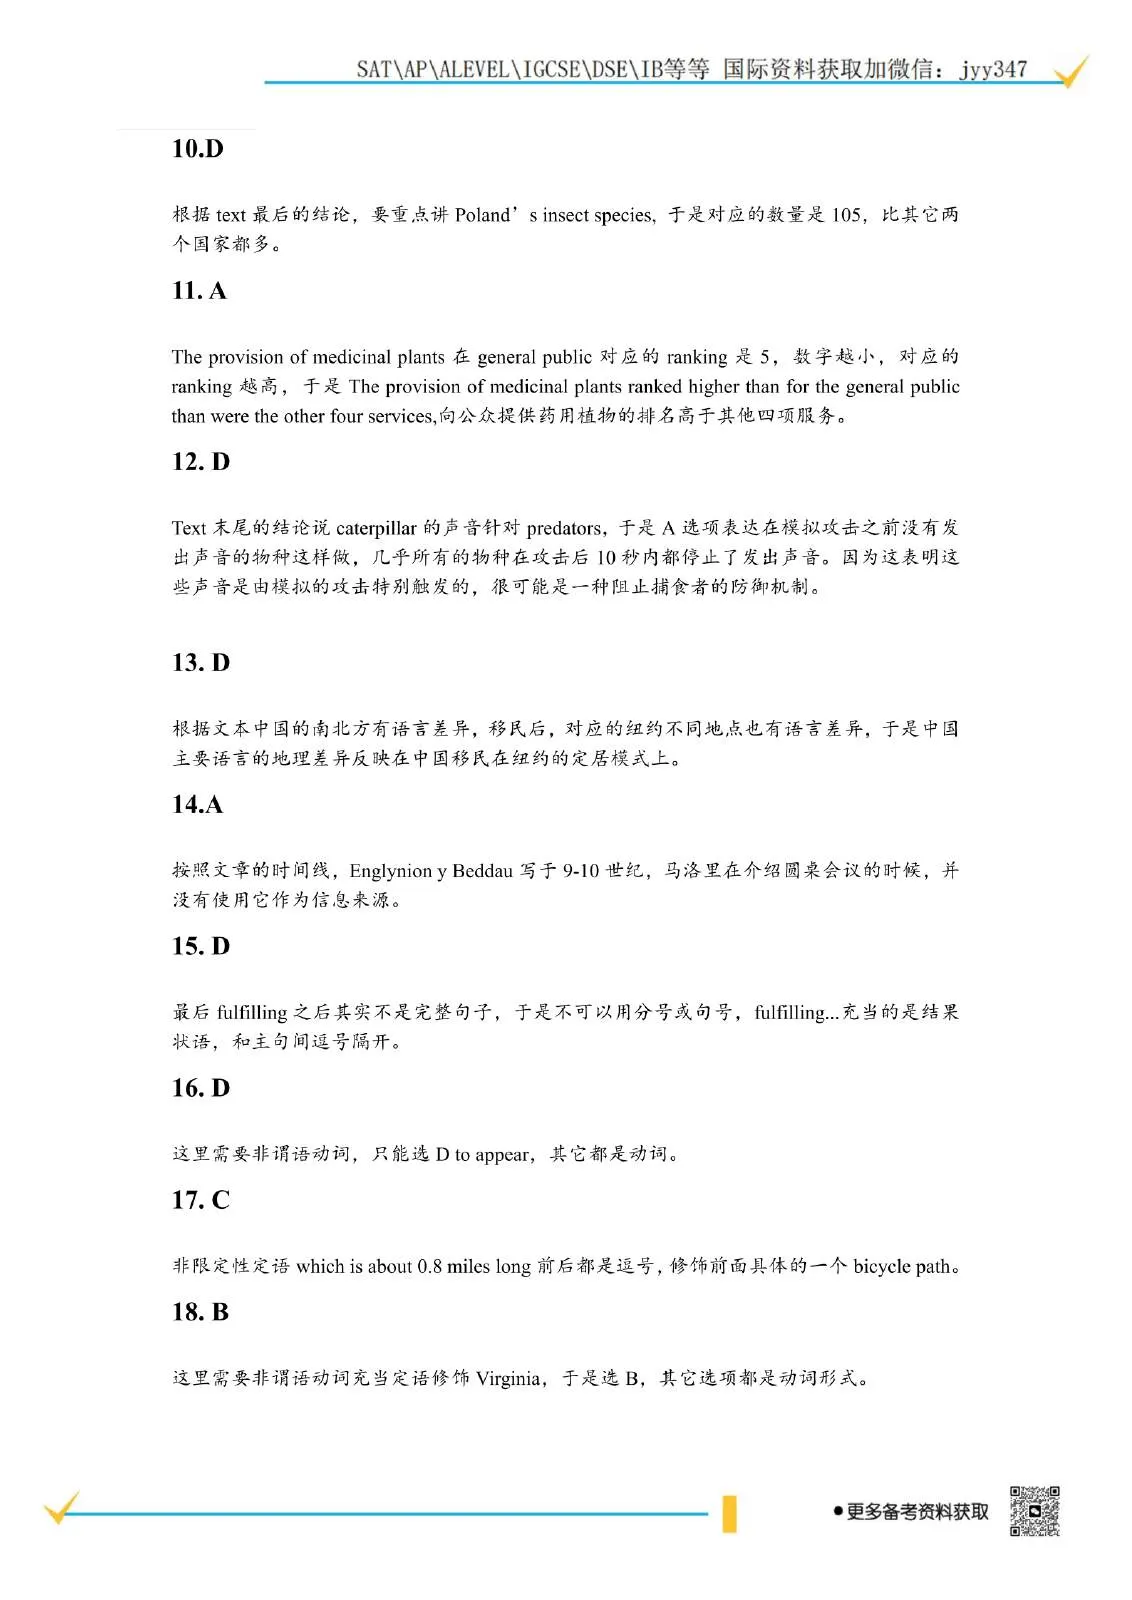 SAT\AP\ALEVEL\IGCSE\DSE\IB等等 国际资料获取加微信：jyy347
10.D
根据 text 最后的结论，要重点讲 Poland’s insect species, 于是对应的数量是 105，比其它两
个国家都多。
11. A
The provision of medicinal plants 在 general public 对应的 ranking 是 5，数字越小，对应的
ranking 越高，于是 The provision of medicinal plants ranked higher than for the general public
than were the other four services,向公众提供药用植物的排名高于其他四项服务。
12. D
Text 末尾的结论说 caterpillar 的声音针对 predators，于是 A 选项表达在模拟攻击之前没有发
出声音的物种这样做，几乎所有的物种在攻击后 10 秒内都停止了发出声音。因为这表明这
些声音是由模拟的攻击特别触发的，很可能是一种阻止捕食者的防御机制。
13. D
根据文本中国的南北方有语言差异，移民后，对应的纽约不同地点也有语言差异，于是中国
主要语言的地理差异反映在中国移民在纽约的定居模式上。
14.A
按照文章的时间线，Englynion y Beddau 写于 9-10 世纪，马洛里在介绍圆桌会议的时候，并
没有使用它作为信息来源。
15. D
最后 fulfilling 之后其实不是完整句子，于是不可以用分号或句号，fulfilling...充当的是结果
状语，和主句间逗号隔开。
16. D
这里需要非谓语动词，只能选 D to appear，其它都是动词。
17. C
非限定性定语 which is about 0.8 miles long 前后都是逗号，修饰前面具体的一个 bicycle path。
18. B
这里需要非谓语动词充当定语修饰 Virginia，于是选 B，其它选项都是动词形式。
●更多备考资料获取